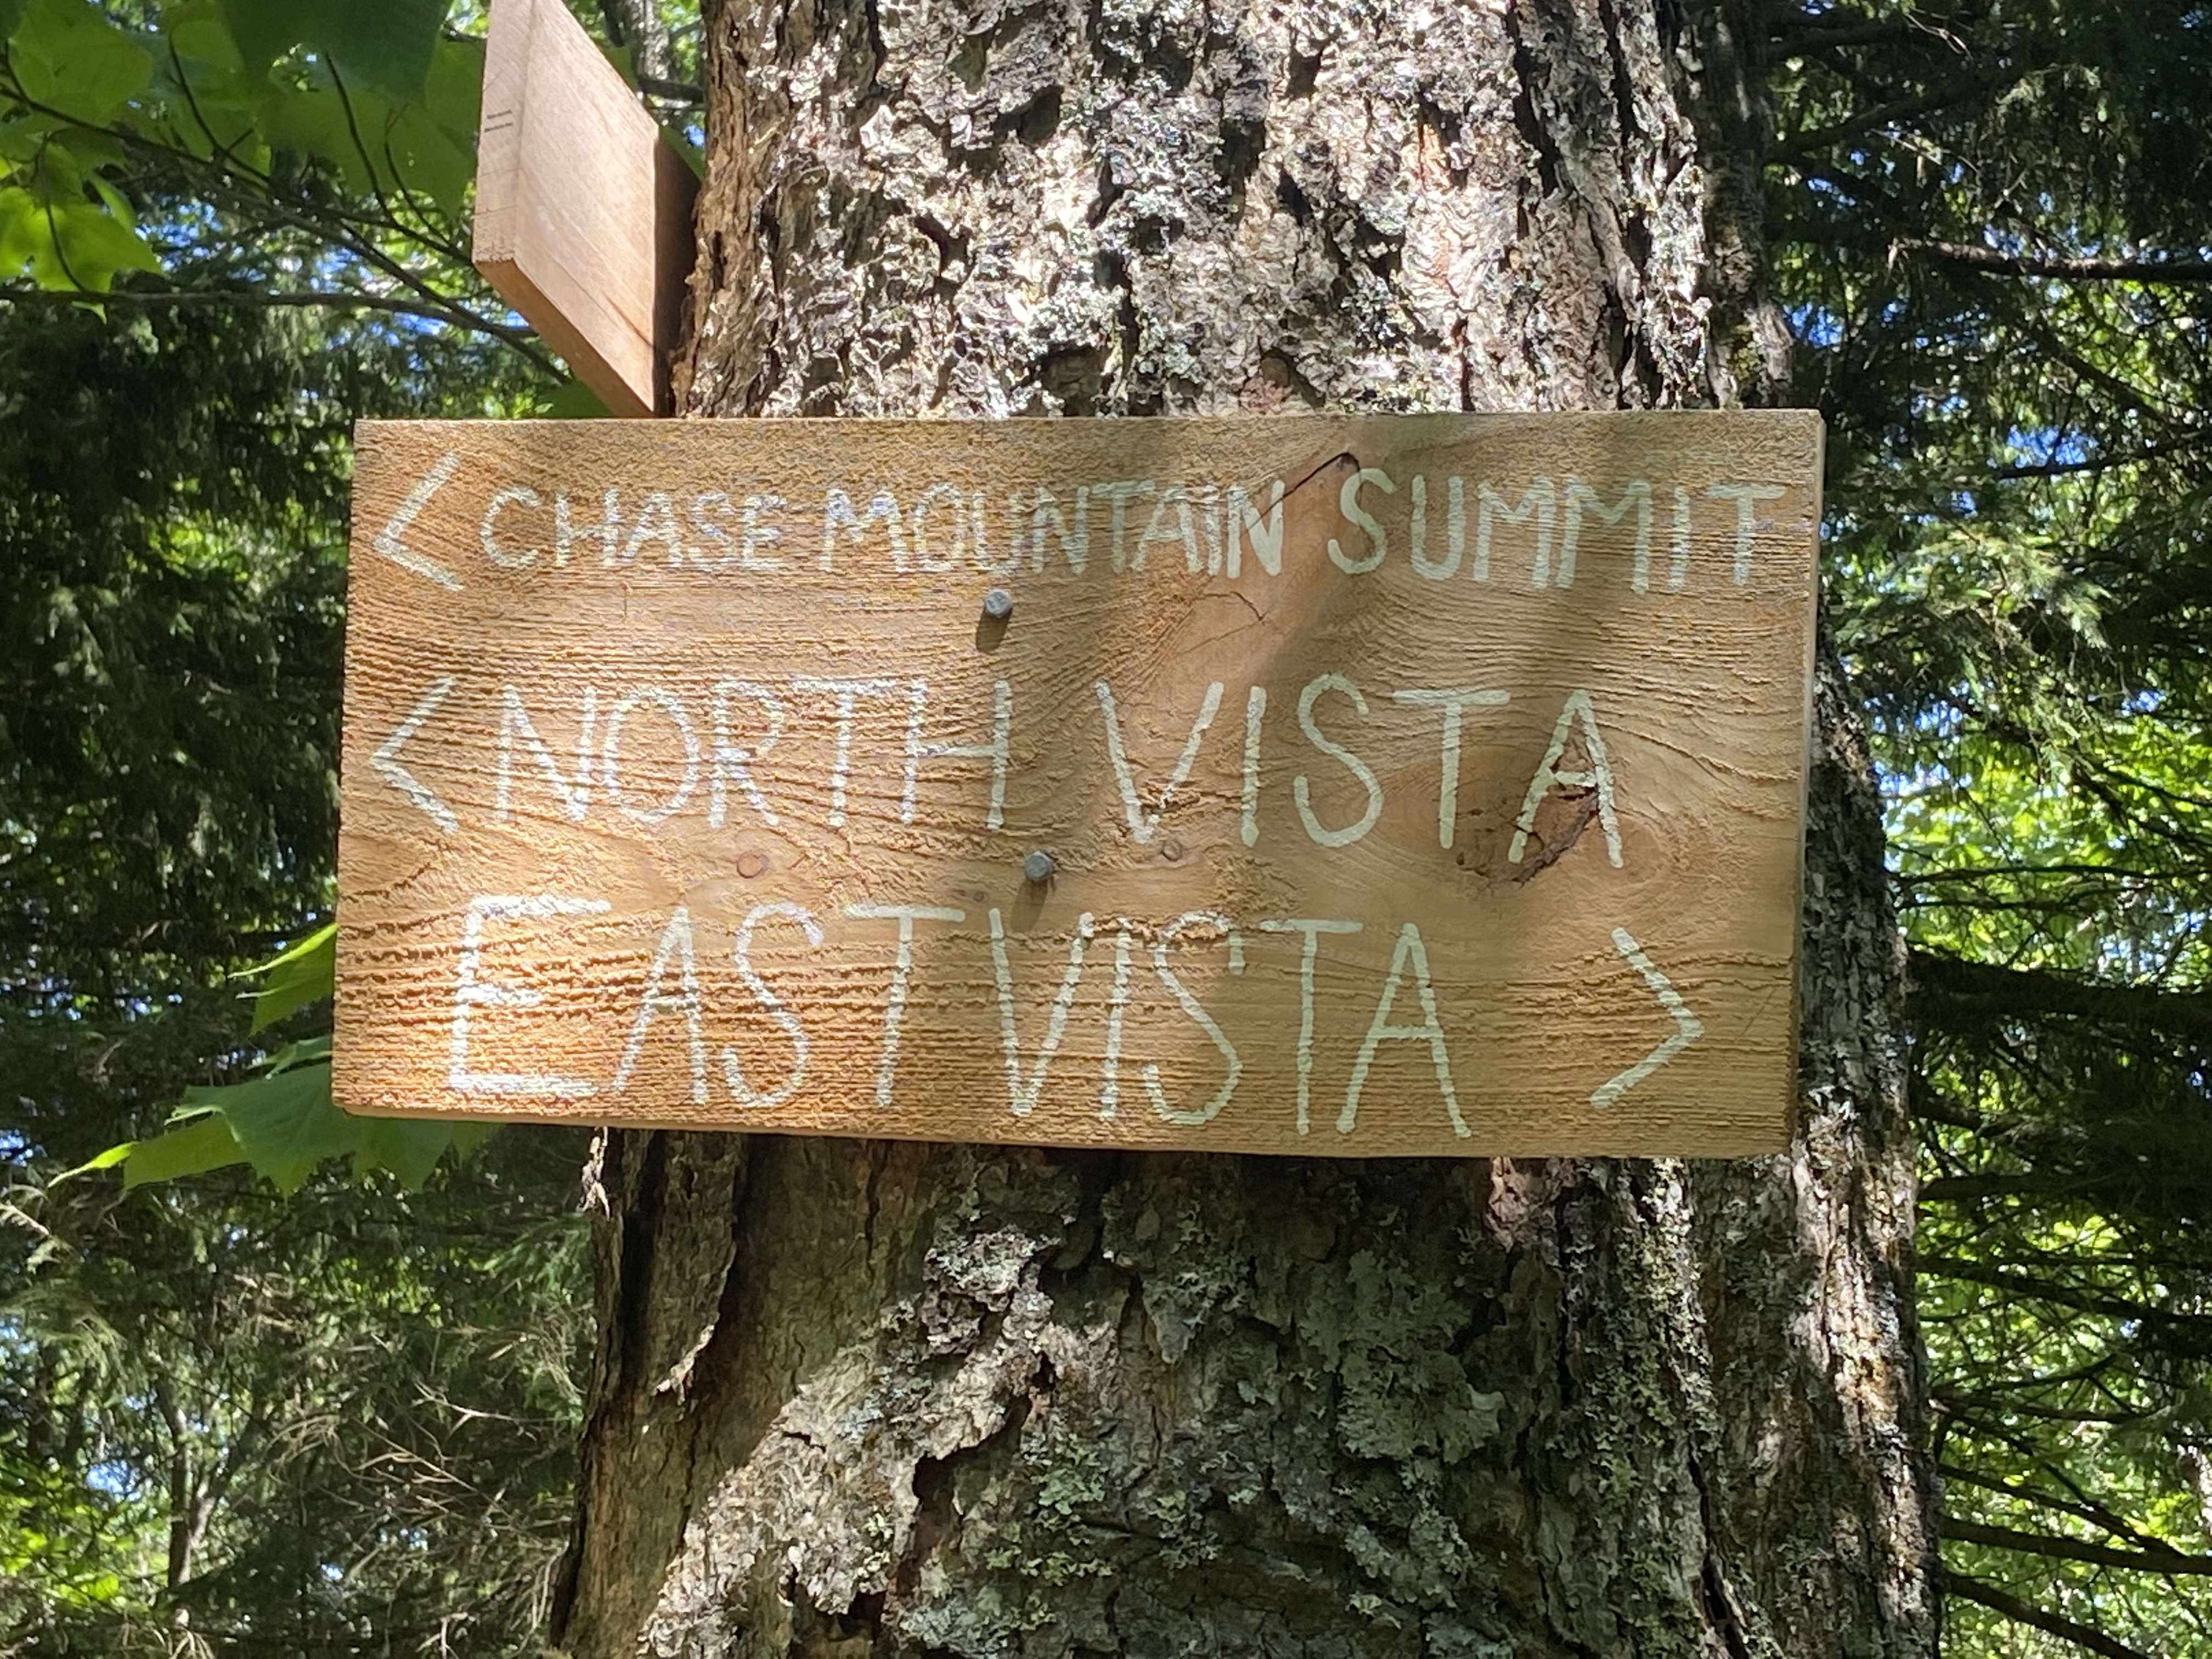 < CHASE MOUNTAIN SUMMIT
< NORTH VISTA
EAST VISTA >